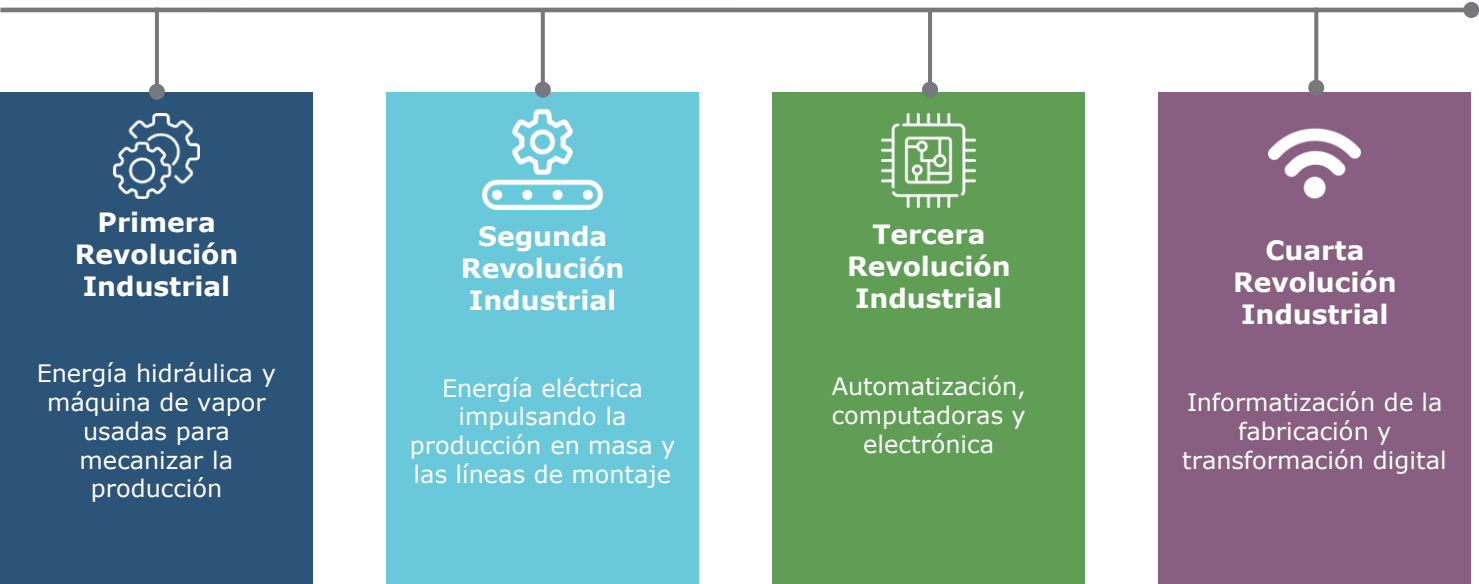 Primera
Revolución
Industrial
Energía hidráulica y
máquina de vapor
usadas para
mecanizar la
producción
Segunda
Revolución
Industrial
Energía eléctrica
impulsando la
producción en masa y
las líneas de montaje
Tercera
Revolución
Industrial
Automatización,
computadoras y
electrónica
Cuarta
Revolución
Industrial
Informatización de la
fabricación y
transformación digital